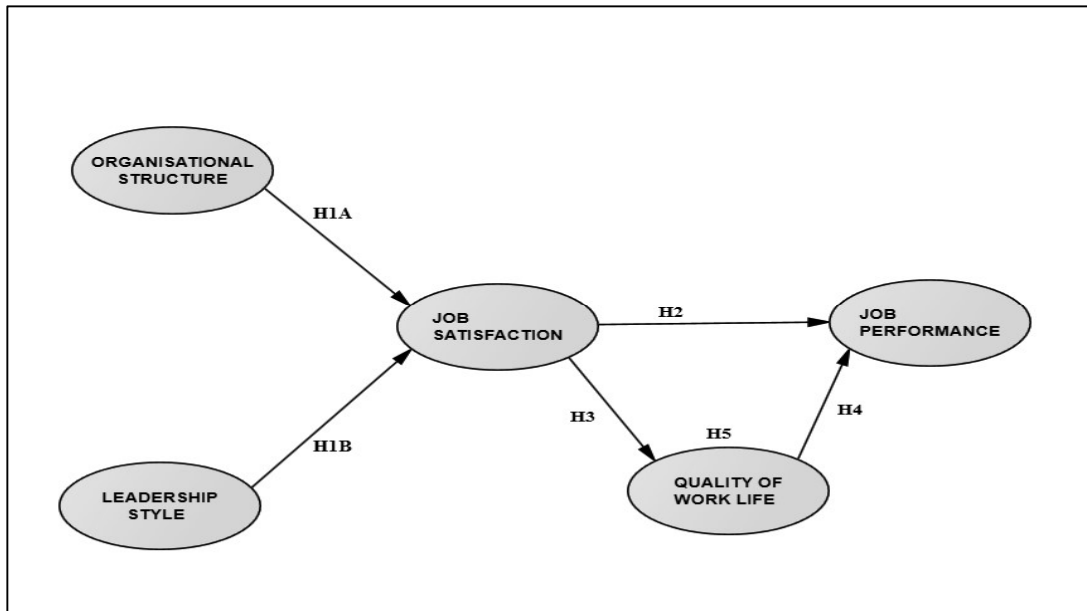 ORGANISATIONAL
STRUCTURE
H1A
JOB
SATISFACTION
H2
JOB
PERFORMANCE
H3
H4
H5
H1B
LEADERSHIP
STYLE
QUALITY OF
WORK LIFE